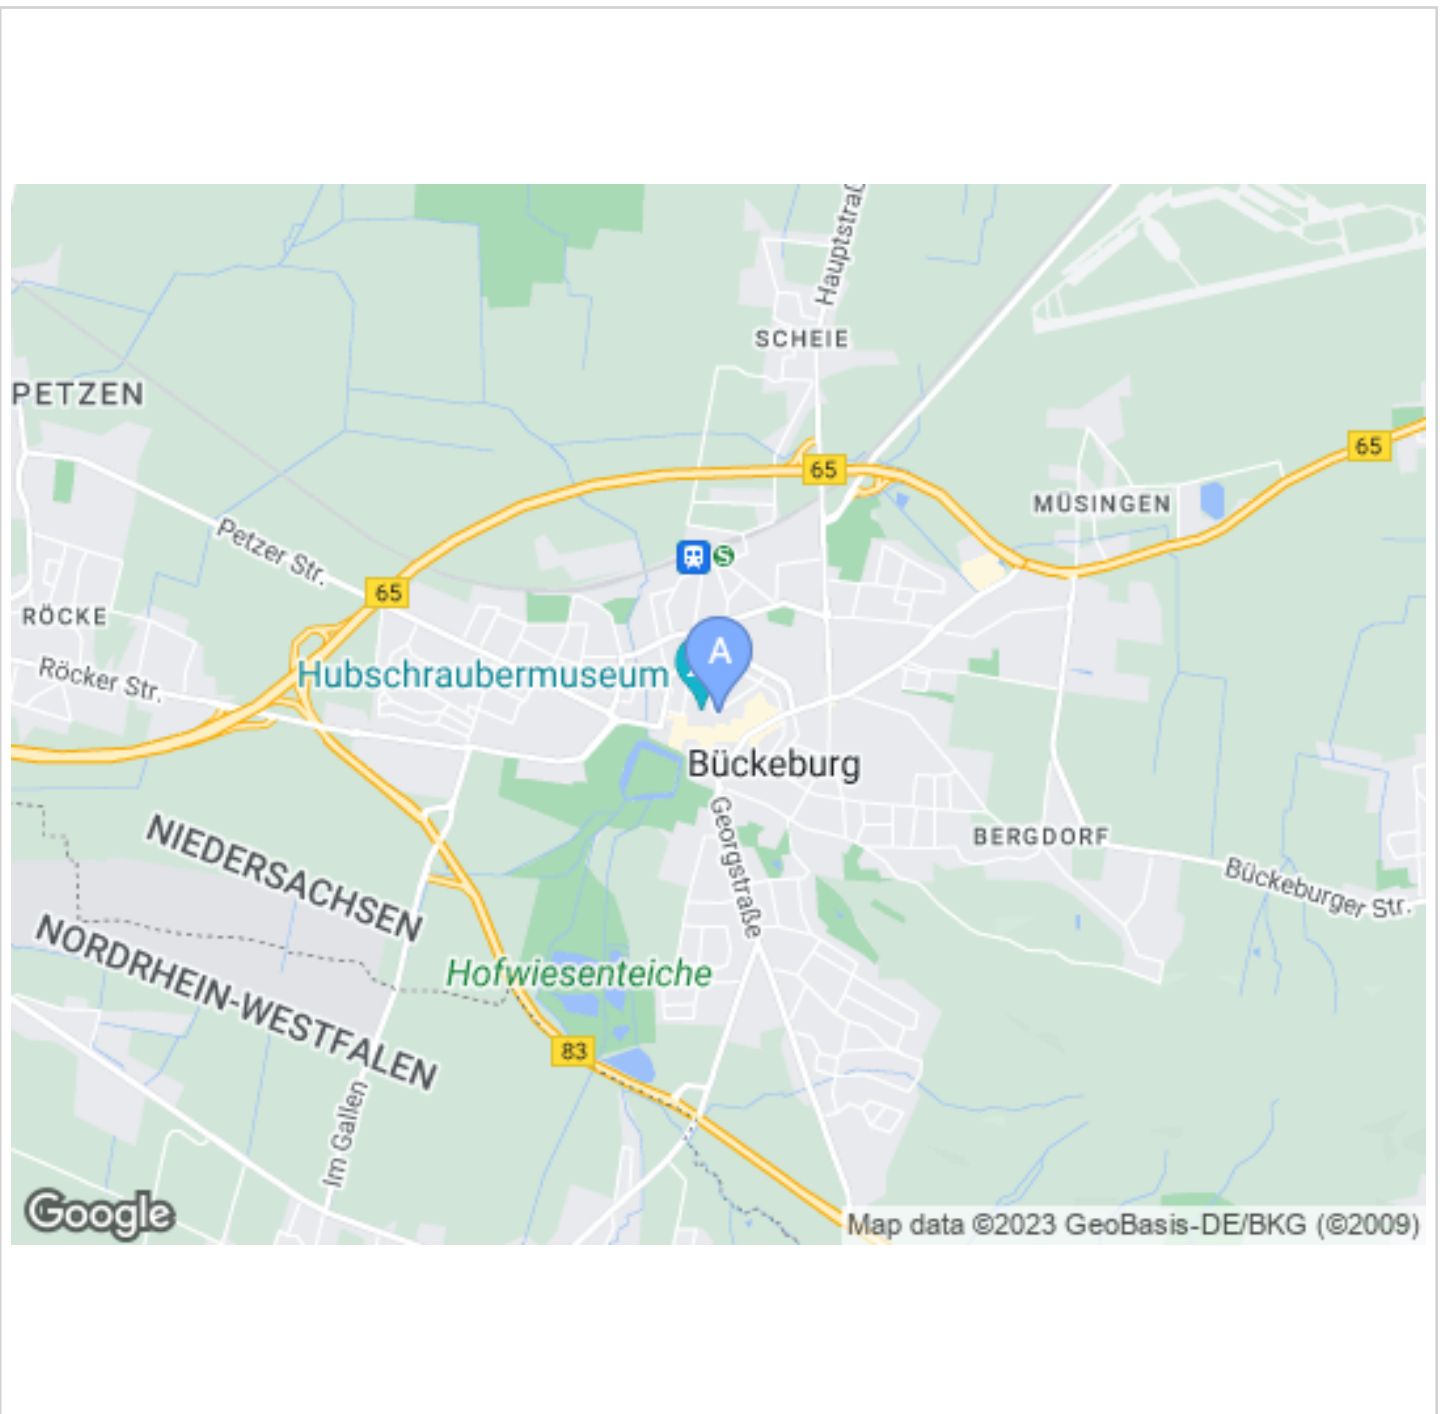 Hauptstraß
SCHEIE
PETZEN
65
65
MÜSINGEN
Petzer Str.
S
65
RÖCKE
A
Hubschraubermuseum
Röcker Str.
Bückeburg
NIEDERSACHSEN
Georgstraße
BERGDORF
Bückeburger Str.
NORDRHEIN-WESTFALEN
Hofwiesenteiche
83
Im Gallen
Google
Map data ©2023 GeoBasis-DE/BKG (©2009)